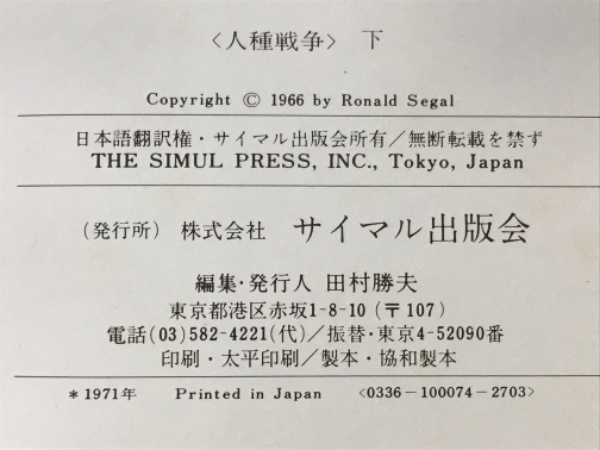 〈人種戦争〉 下
Copyright © 1966 by Ronald Segal
日本語翻訳権・サイマル出版会所有／無断転載を禁ず
THE SIMUL PRESS, INC., Tokyo, Japan
(発行所) 株式会社 サイマル出版会
編集・発行人 田村勝夫
東京都港区赤坂1-8-10 (〒107)
電話(03)582-4221(代)／振替・東京4-52090番
印刷・太平印刷／製本・協和製本
*1971年 Printed in Japan 〈0336-100074-2703〉